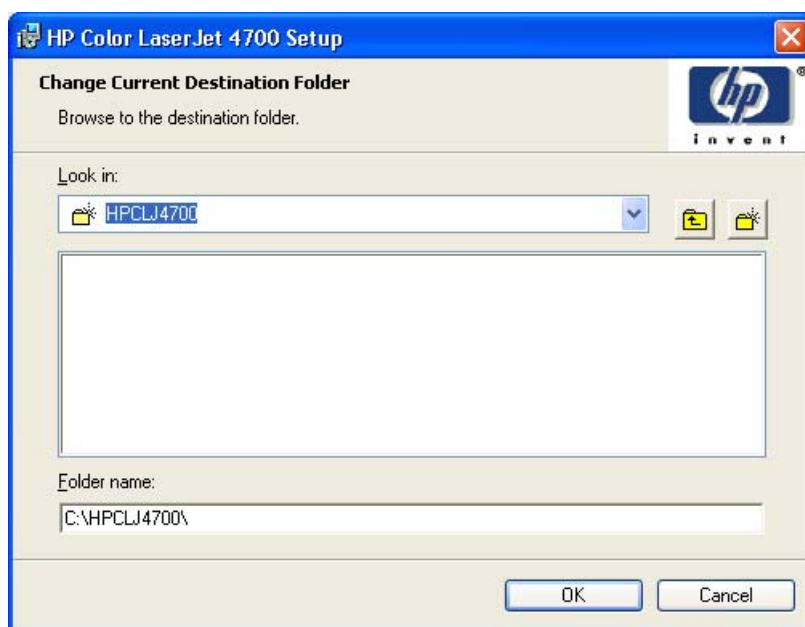 HP Color LaserJet 4700 Setup
Change Current Destination Folder
Browse to the destination folder.
hp
®
invent
Look in:
HPCLJ4700
Folder name:
C:\HPCLJ4700\
OK Cancel